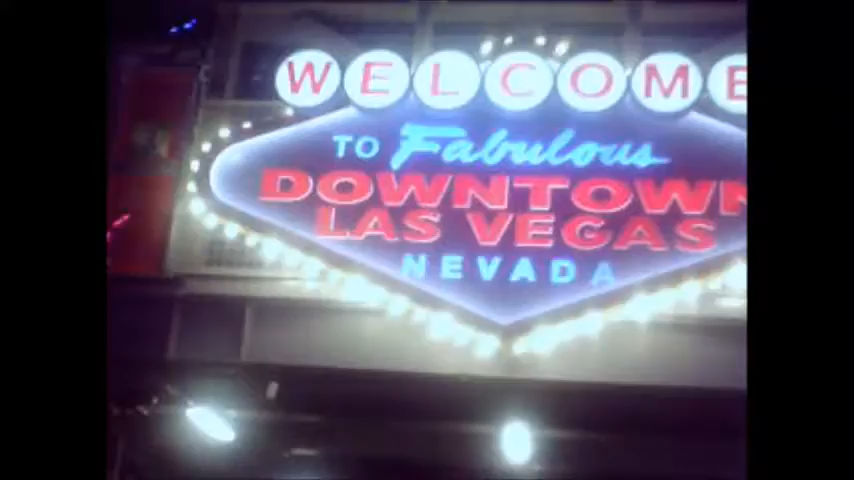 WELCOME
TO Fabulous
DOWNTOWN
LAS VEGAS
NEVADA